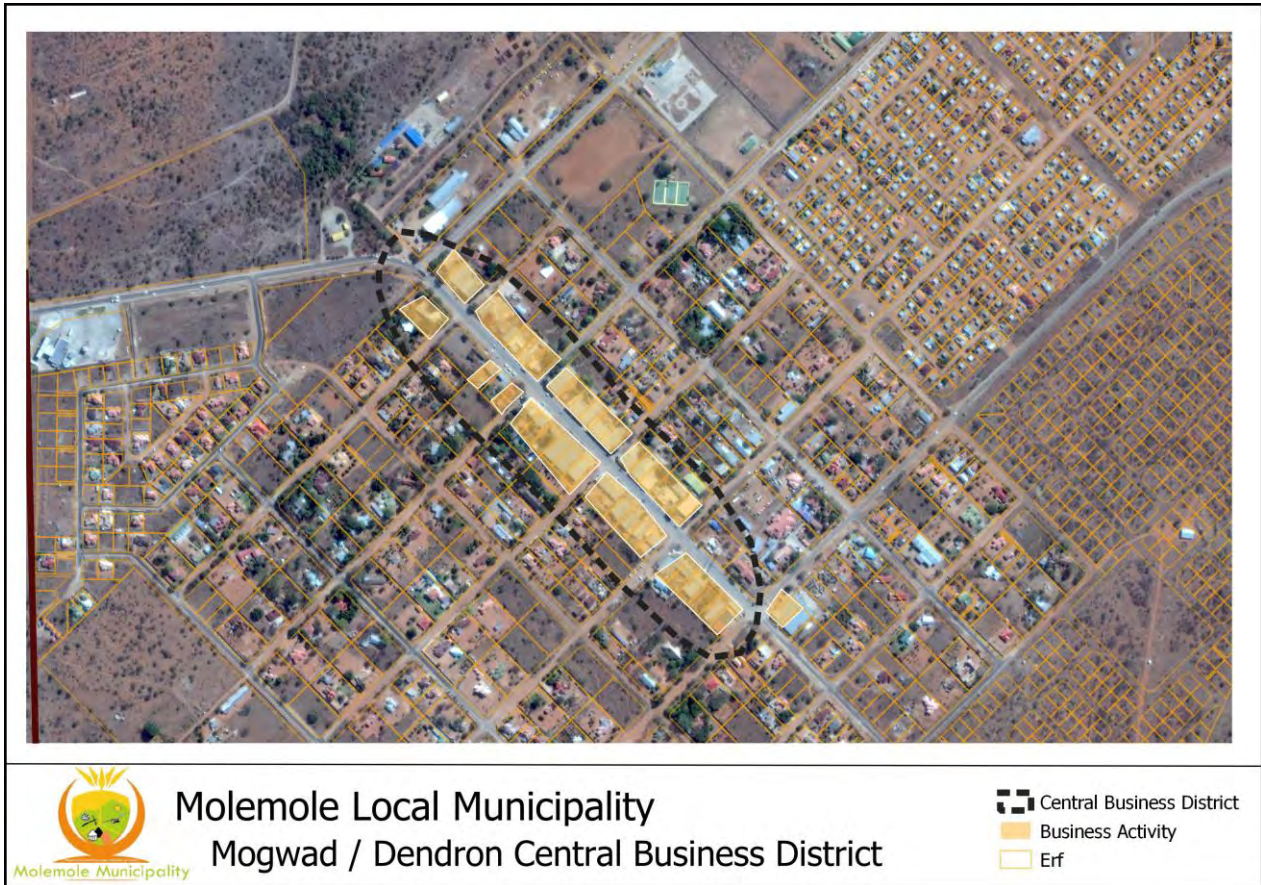 Molemole Local Municipality
Mogwad / Dendron Central Business District
Molemole Municipality
Central Business District
Business Activity
Erf